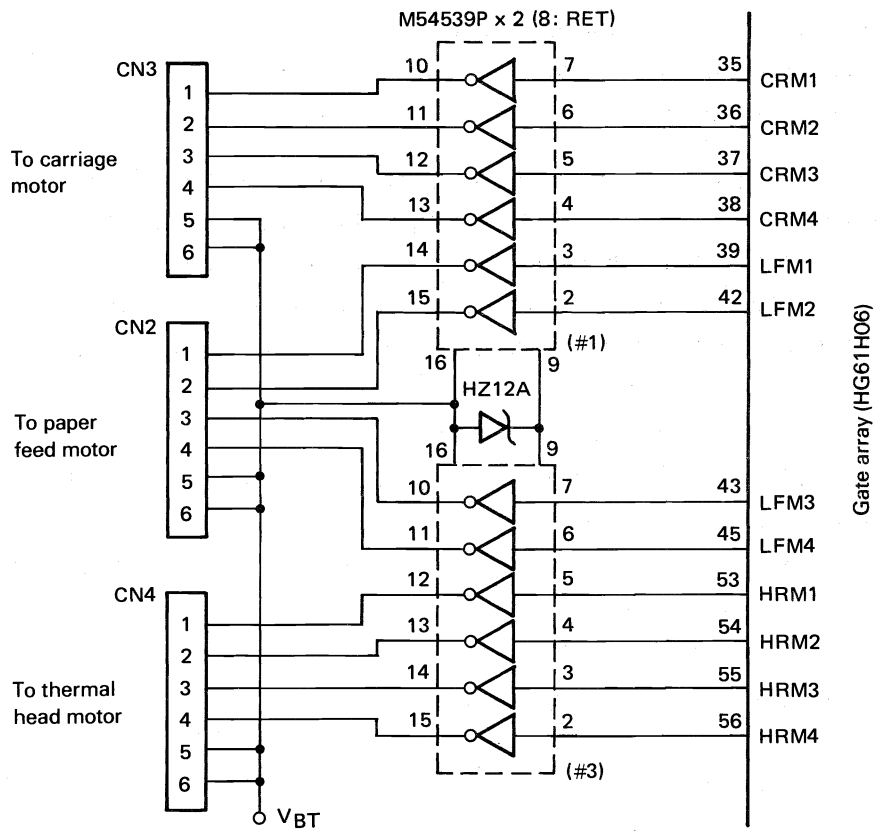 M54539P x 2 (8: RET)
CN3
10 7 35 CRM1
1
11 6 36 CRM2
2
To carriage
motor
3
12 5 37 CRM3
4
13 4 38 CRM4
5
6
14 3 39 LFM1
15 2 42 LFM2
CN2
(#1)
1
16 9
2
HZ12A
To paper
feed motor
3
4
16 9
5
10 7 43 LFM3
6
11 6 45 LFM4
CN4
12 5 53 HRM1
1
13 4 54 HRM2
2
To thermal
head motor
3
14 3 55 HRM3
4
15 2 56 HRM4
5
6
(#3)
VBT
Gate array (HG61H06)